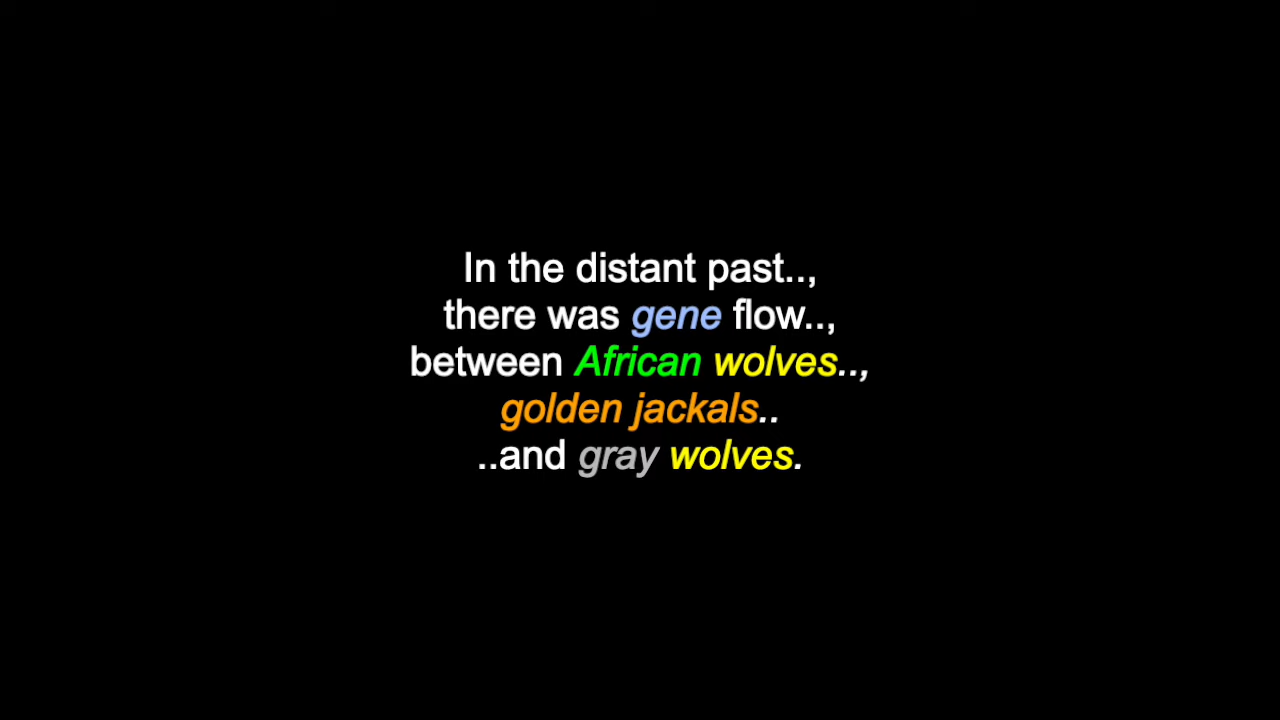 In the distant past..,
there was gene flow..,
between African wolves..,
golden jackals..
..and gray wolves.